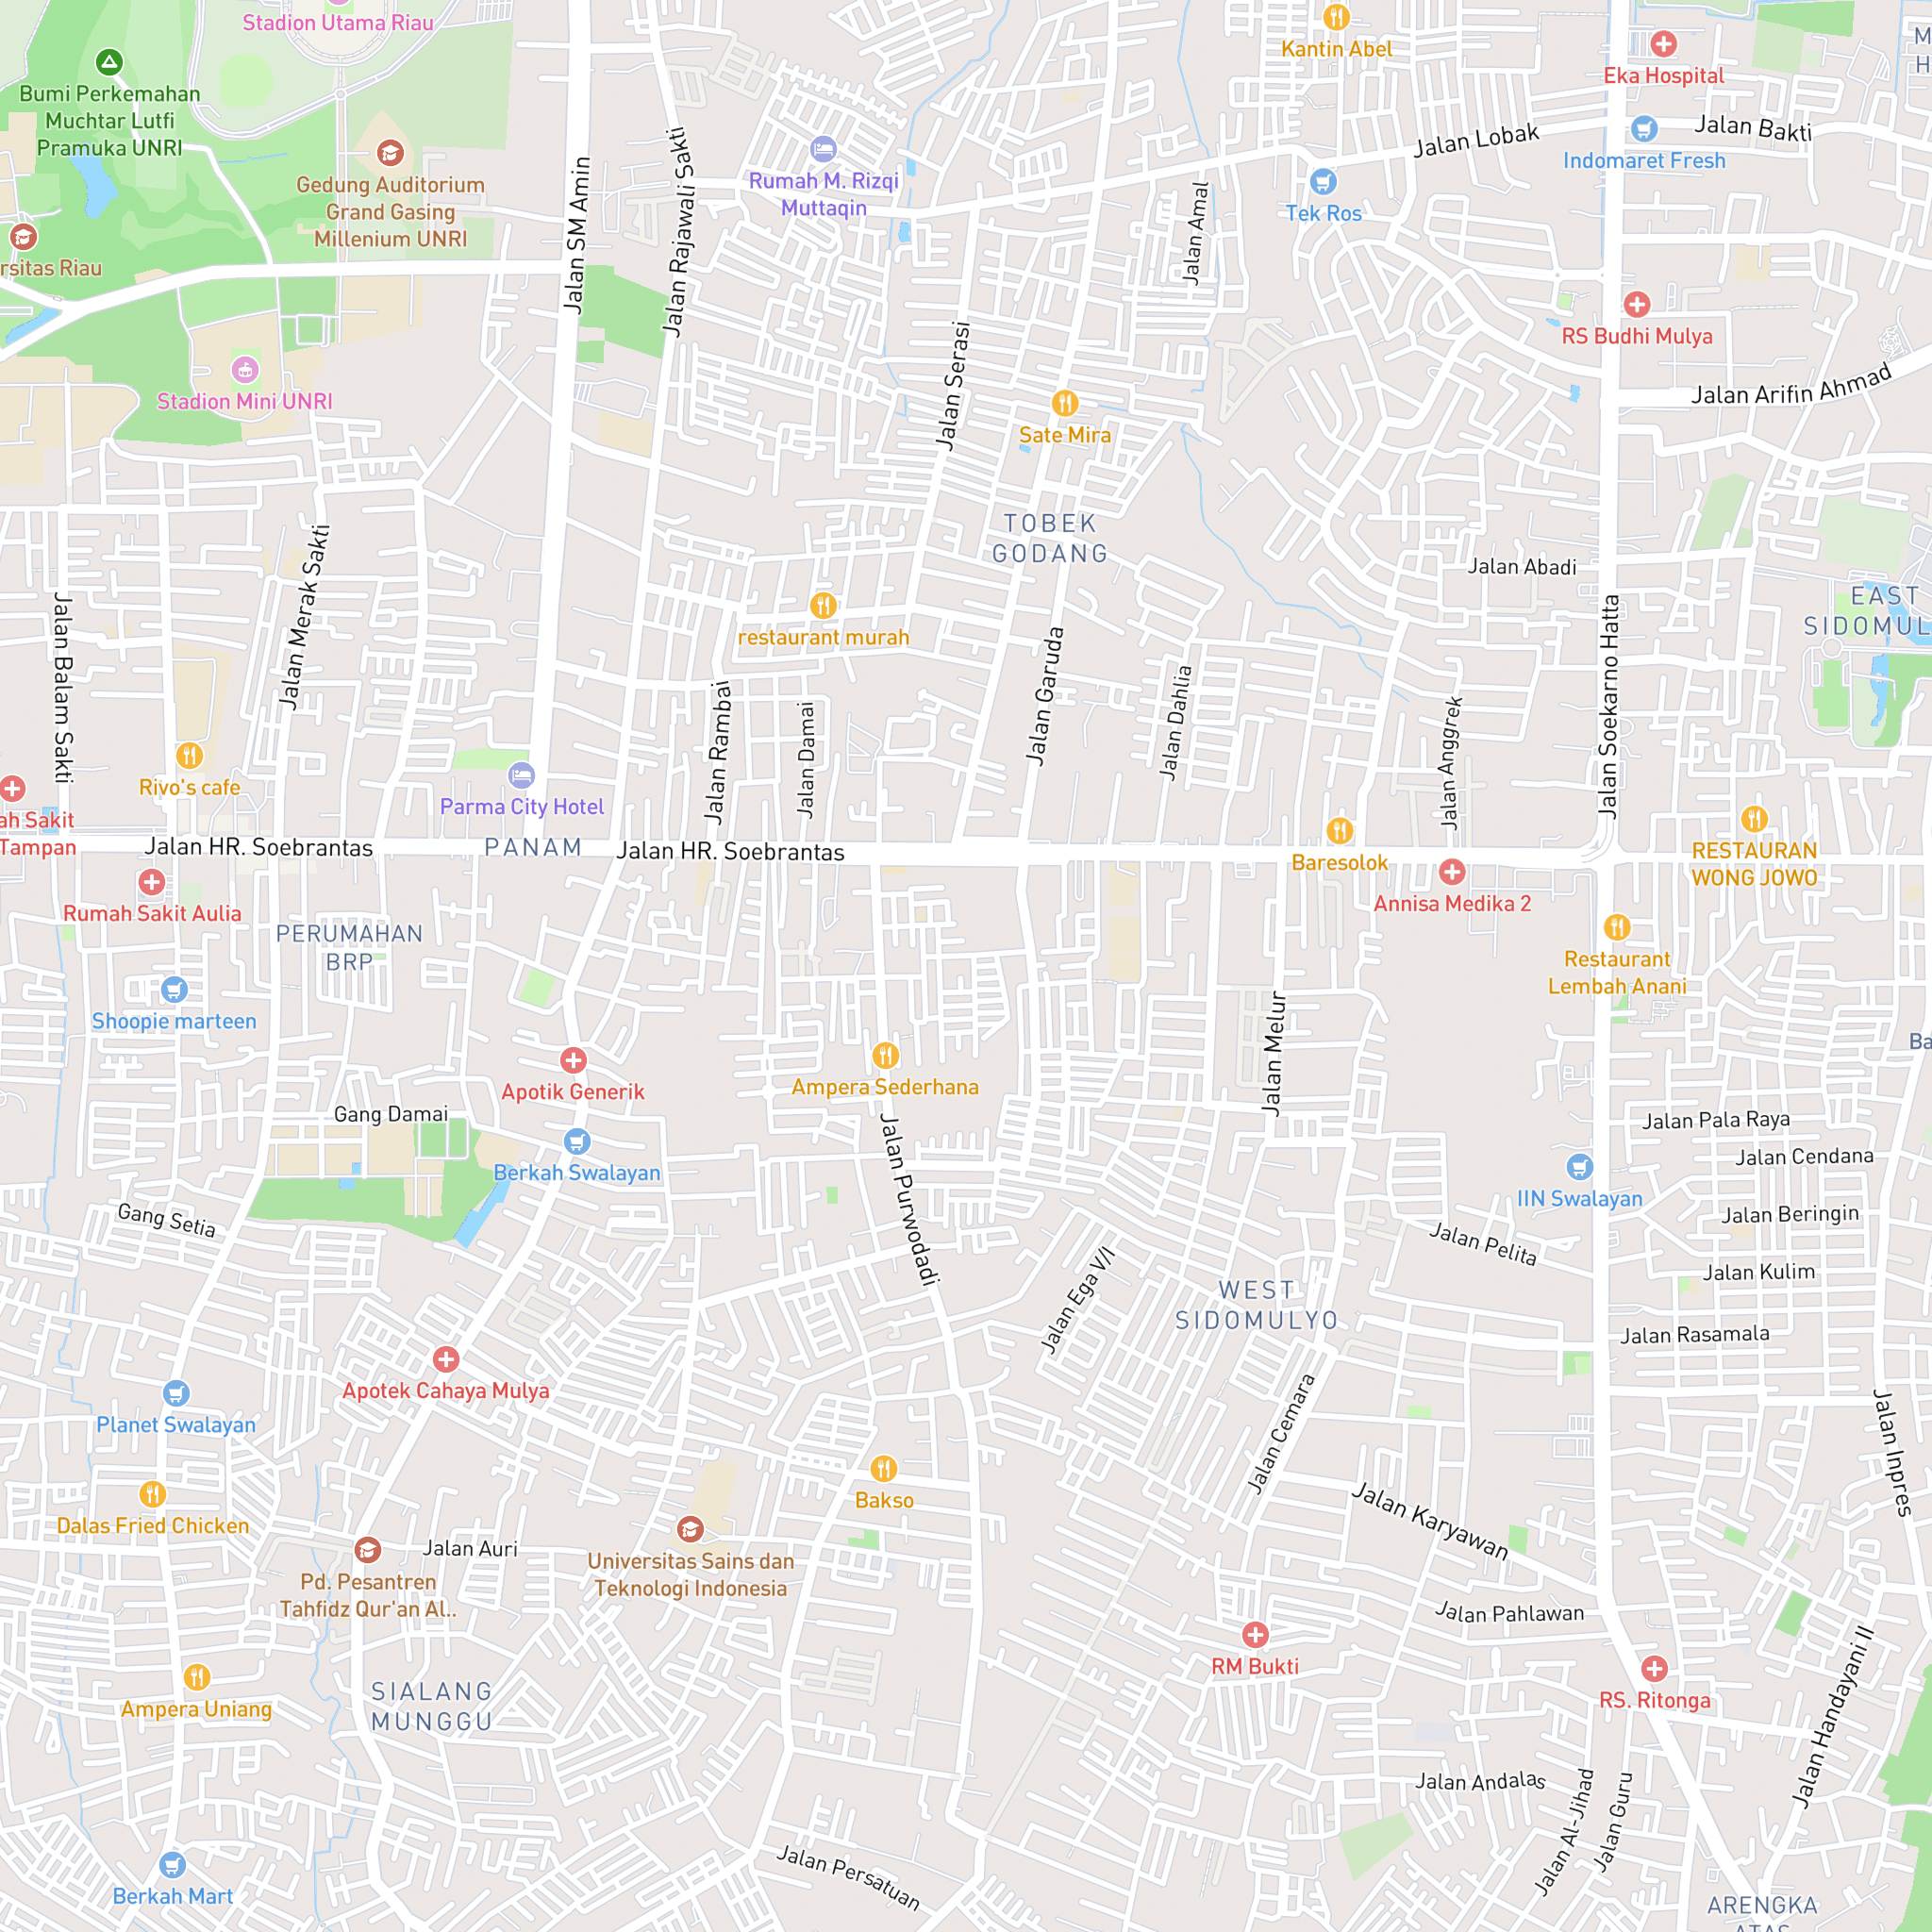 Stadion Utama Riau
Kantin Abel
Eka Hospital
Bumi Perkemahan
Muchtar Lutfi
Pramuka UNRI
Jalan Lobak
Jalan Bakti
Indomaret Fresh
Gedung Auditorium
Grand Gasing
Millenium UNRI
Rumah M. Rizqi
Muttaqin
Tek Ros
Jalan SM Amin
Jalan Rajawali Sakti
Jalan Amal
rsitas Riau
RS Budhi Mulya
Stadion Mini UNRI
Jalan Serasi
Jalan Arifin Ahmad
Sate Mira
TOBEK
GODANG
Jalan Abadi
Jalan Merak Sakti
Jalan Balam Sakti
EAST
SIDOMUL
restaurant murah
Jalan Soekarno Hatta
Jalan Garuda
Jalan Dahlia
Jalan Rambai
Jalan Damai
Jalan Anggrek
Rivo's cafe
Parma City Hotel
ah Sakit
Tampan
Jalan HR. Soebrantas
PANAM
Jalan HR. Soebrantas
Baresolok
RESTAURAN
WONG JOWO
Annisa Medika 2
Rumah Sakit Aulia
PERUMAHAN
BRP
Restaurant
Lembah Anani
Shoopie marteen
Jalan Melur
Ba
Apotik Generik
Ampera Sederhana
Gang Damai
Jalan Pala Raya
Jalan Cendana
Berkah Swalayan
Jalan Purwodadi
IIN Swalayan
Jalan Beringin
Gang Setia
Jalan Pelita
Jalan Kulim
Jalan Ega V/I
WEST
SIDOMULYO
Jalan Rasamala
Apotek Cahaya Mulya
Planet Swalayan
Jalan Cemara
Jalan Inpres
Bakso
Dalas Fried Chicken
Jalan Karyawan
Jalan Auri
Universitas Sains dan
Teknologi Indonesia
Pd. Pesantren
Tahfidz Qur'an Al..
Jalan Pahlawan
RM Bukti
RS. Ritonga
Jalan Handayani II
Ampera Uniang
SIALANG
MUNGGU
Jalan Andalas
Jalan Al-Jihad
Jalan Guru
Jalan Persatuan
Berkah Mart
ARENGKA
ATAS